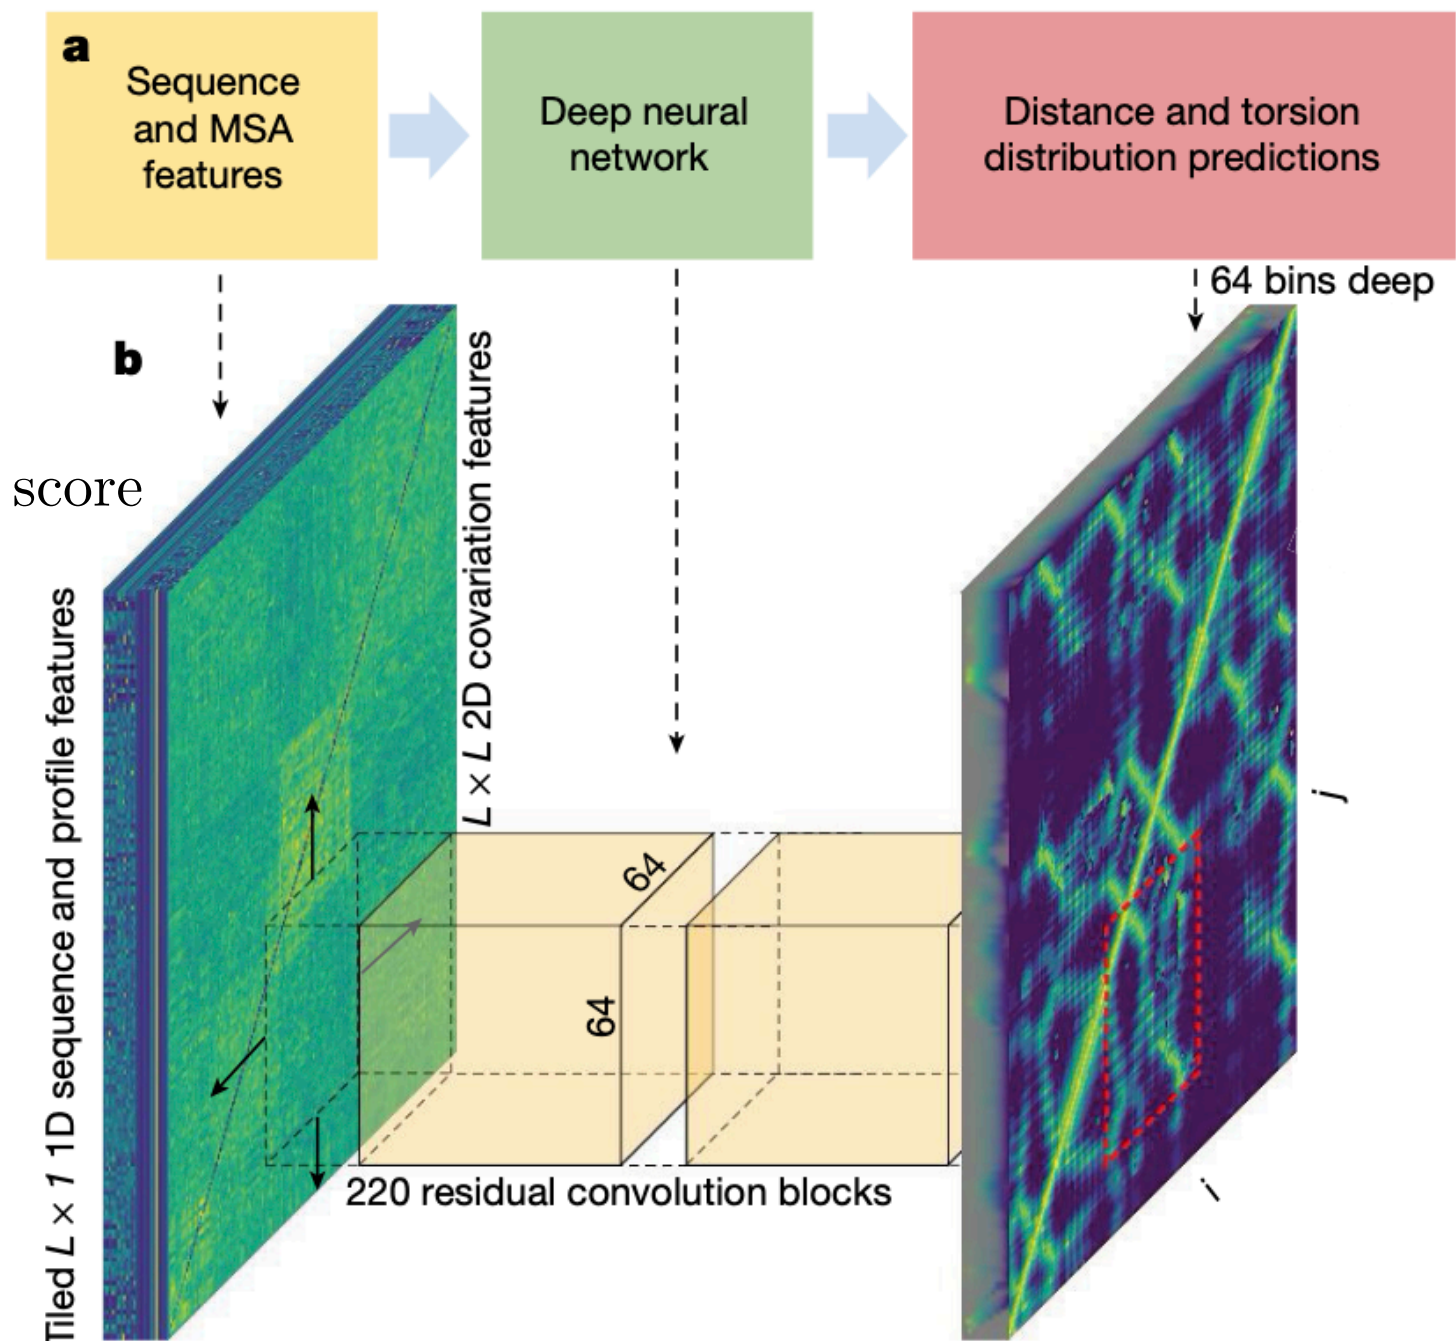 a
Sequence
and MSA
features
Deep neural
network
Distance and torsion
distribution predictions
64 bins deep
b
score
Tiled L × 1 1D sequence and profile features
L × L 2D covariation features
64
64
220 residual convolution blocks
j
i